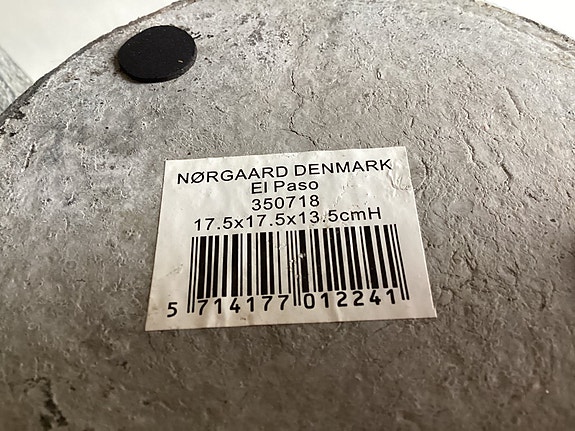 NØRGAARD DENMARK
El Paso
350718
17.5x17.5x13.5cmH
5 714177 012241